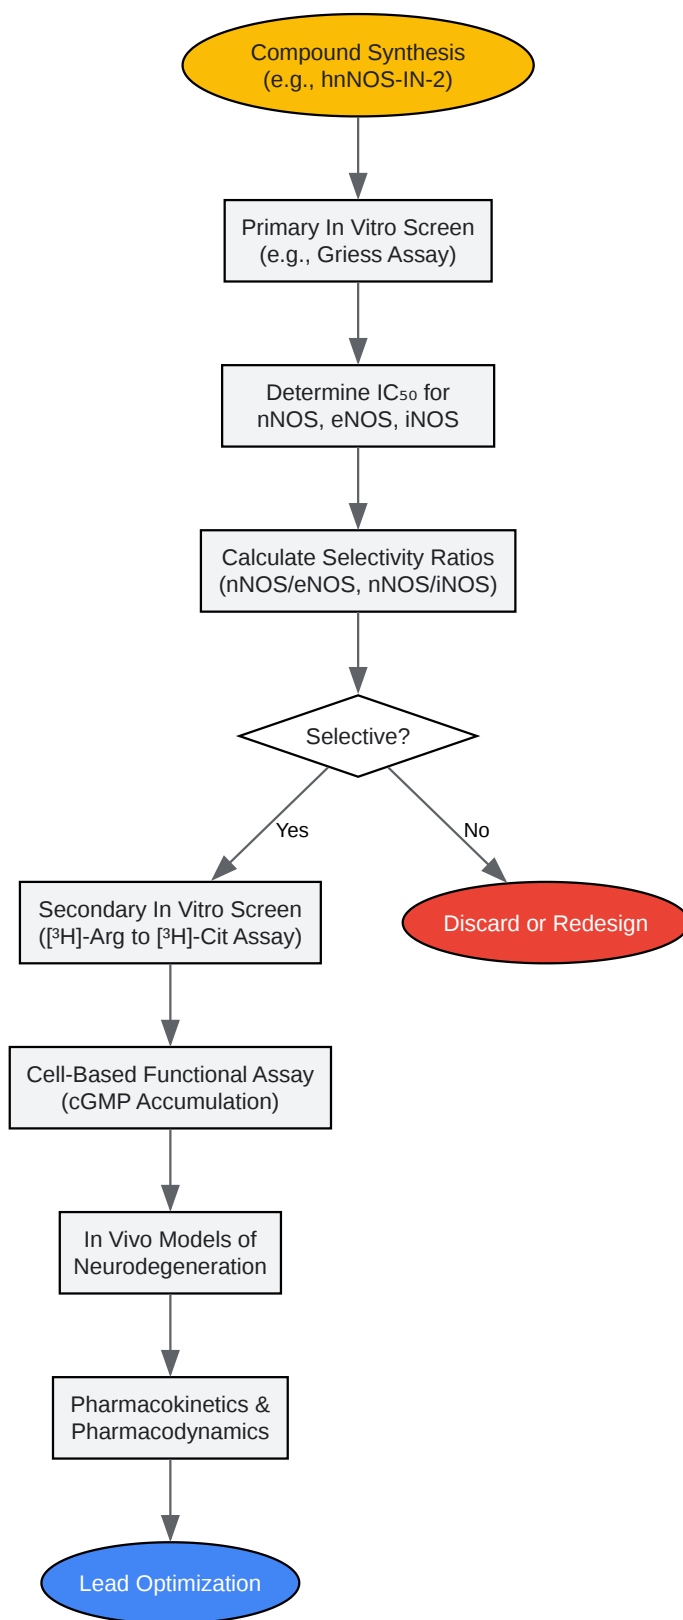 Compound Synthesis
(e.g., hnNOS-IN-2)
Primary In Vitro Screen
(e.g., Griess Assay)
Determine IC₅₀ for
nNOS, eNOS, iNOS
Calculate Selectivity Ratios
(nNOS/eNOS, nNOS/iNOS)
Selective?
Yes
No
Secondary In Vitro Screen
([³H]-Arg to [³H]-Cit Assay)
Discard or Redesign
Cell-Based Functional Assay
(cGMP Accumulation)
In Vivo Models of
Neurodegeneration
Pharmacokinetics &
Pharmacodynamics
Lead Optimization